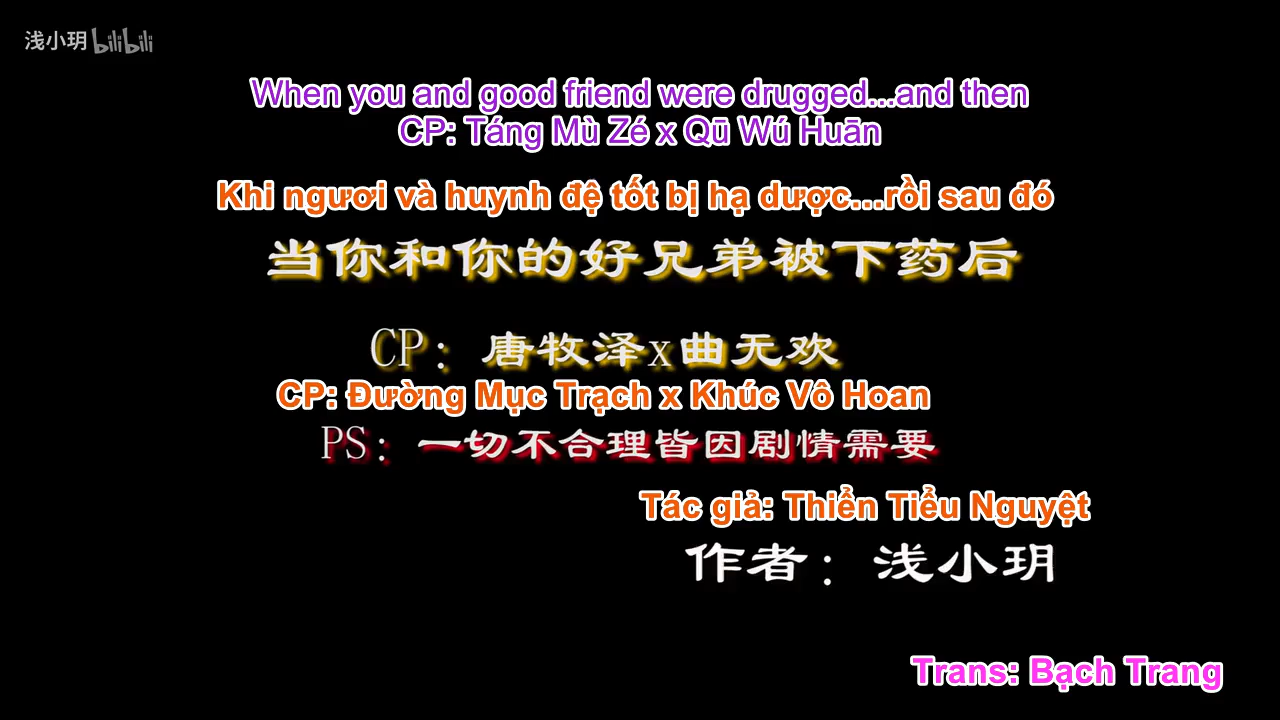 浅小玥 bilibili
When you and good friend were drugged...and then
CP: Táng Mù Zé x Qū Wú Huān
Khi ngươi và huynh đệ tốt bị hạ dược...rồi sau đó
当你和你的好兄弟被下药后
CP：唐牧泽x曲无欢
CP: Đường Mục Trạch x Khúc Vô Hoan
PS：一切不合理皆因剧情需要
Tác giả: Thiển Tiểu Nguyệt
作者：浅小玥
Trans: Bạch Trang